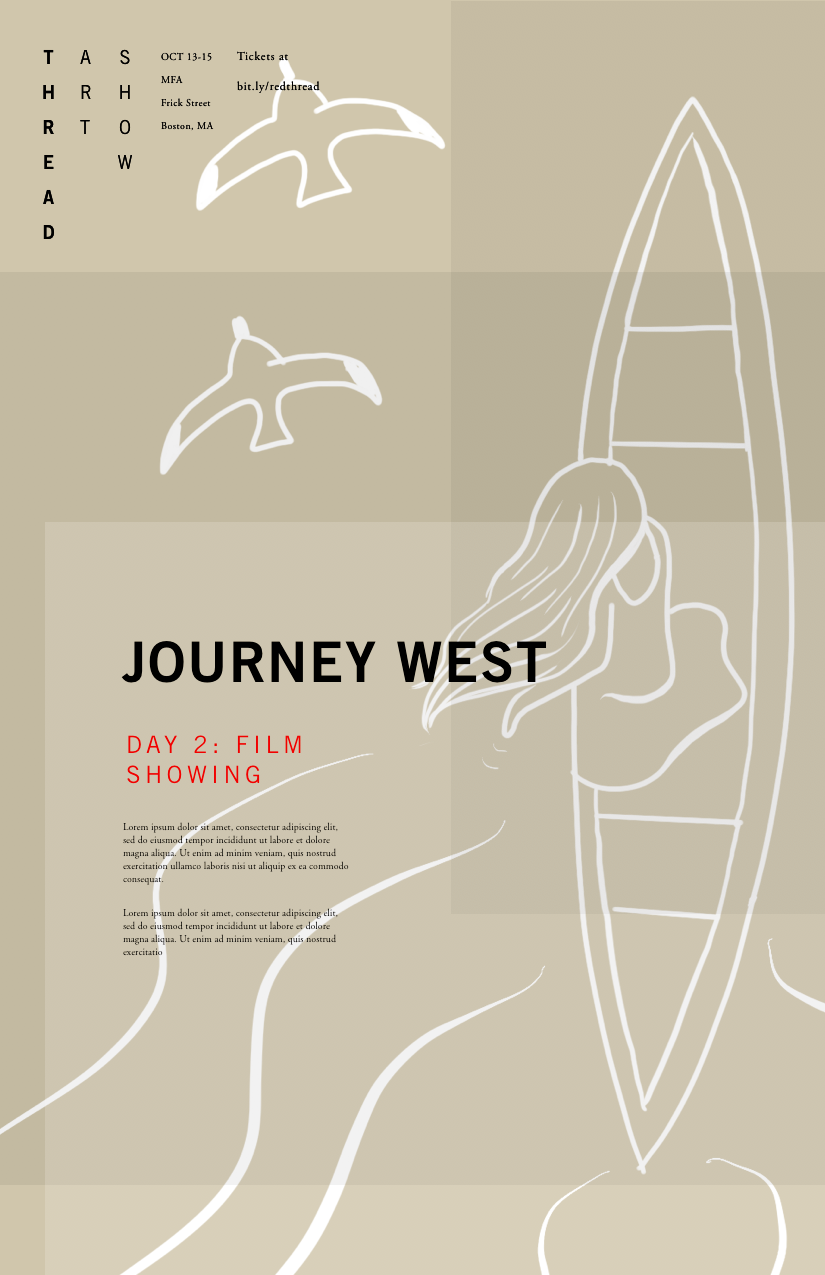 THREAD
ART
SHOW
OCT 13-15
MFA
Frick Street
Boston, MA
Tickets at
bit.ly/redthread
JOURNEY WEST
DAY 2: FILM
SHOWING
Lorem ipsum dolor sit amet, consectetur adipiscing elit,
sed do eiusmod tempor incididunt ut labore et dolore
magna aliqua. Ut enim ad minim veniam, quis nostrud
exercitation ullamco laboris nisi ut aliquip ex ea commodo
consequat.
Lorem ipsum dolor sit amet, consectetur adipiscing elit,
sed do eiusmod tempor incididunt ut labore et dolore
magna aliqua. Ut enim ad minim veniam, quis nostrud
exercitatio